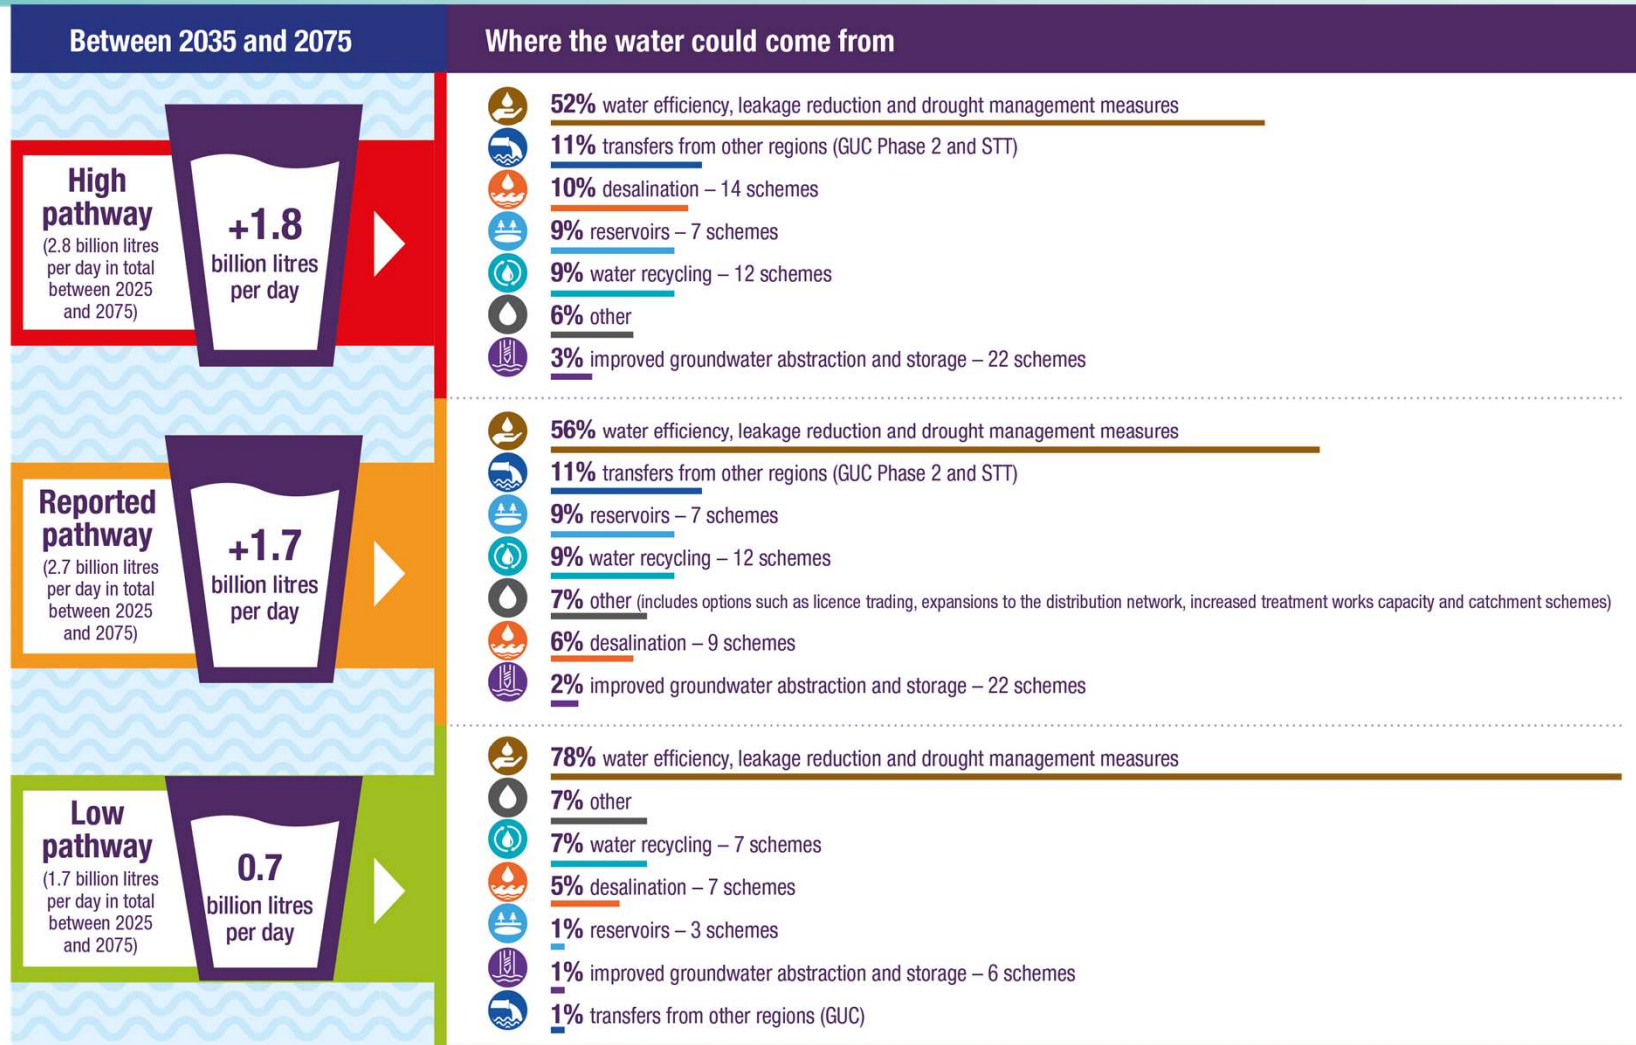 Between 2035 and 2075
Where the water could come from
High
pathway
(2.8 billion litres
per day in total
between 2025
and 2075)
+1.8
billion litres
per day
52% water efficiency, leakage reduction and drought management measures
11% transfers from other regions (GUC Phase 2 and STT)
10% desalination – 14 schemes
9% reservoirs – 7 schemes
9% water recycling – 12 schemes
6% other
3% improved groundwater abstraction and storage – 22 schemes
Reported
pathway
(2.7 billion litres
per day in total
between 2025
and 2075)
+1.7
billion litres
per day
56% water efficiency, leakage reduction and drought management measures
11% transfers from other regions (GUC Phase 2 and STT)
9% reservoirs – 7 schemes
9% water recycling – 12 schemes
7% other (includes options such as licence trading, expansions to the distribution network, increased treatment works capacity and catchment schemes)
6% desalination – 9 schemes
2% improved groundwater abstraction and storage – 22 schemes
Low
pathway
(1.7 billion litres
per day in total
between 2025
and 2075)
0.7
billion litres
per day
78% water efficiency, leakage reduction and drought management measures
7% other
7% water recycling – 7 schemes
5% desalination – 7 schemes
1% reservoirs – 3 schemes
1% improved groundwater abstraction and storage – 6 schemes
1% transfers from other regions (GUC)